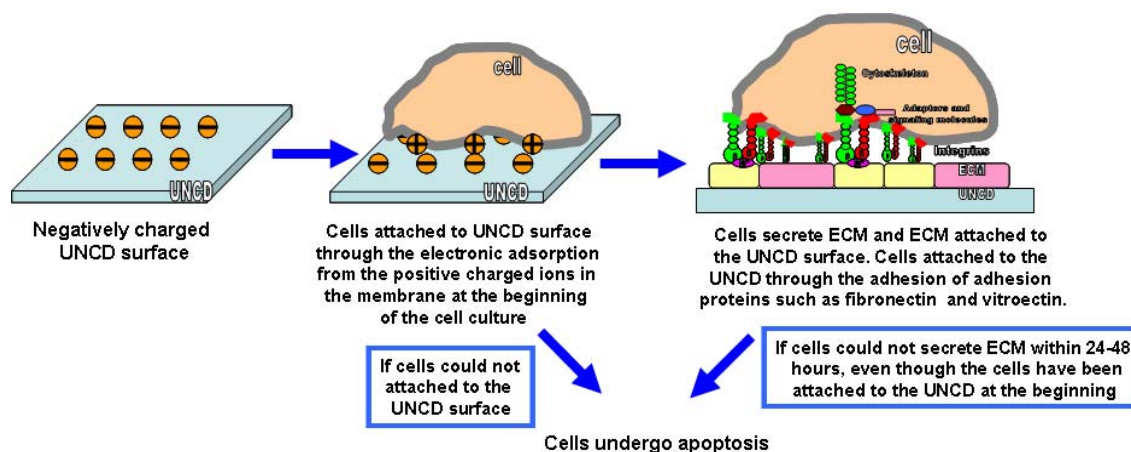 UNCD
Negatively charged
UNCD surface
cell
UNCD
Cells attached to UNCD surface
through the electronic adsorption
from the positive charged ions in
the membrane at the beginning
of the cell culture
cell
Cytoskeleton
Adaptors and
signaling molecules
Integrins
ECM
UNCD
Cells secrete ECM and ECM attached to
the UNCD surface. Cells attached to the
UNCD through the adhesion of adhesion
proteins such as fibronectin and vitroectin.
If cells could not
attached to the
UNCD surface
If cells could not secrete ECM within 24-48
hours, even though the cells have been
attached to the UNCD at the beginning
Cells undergo apoptosis